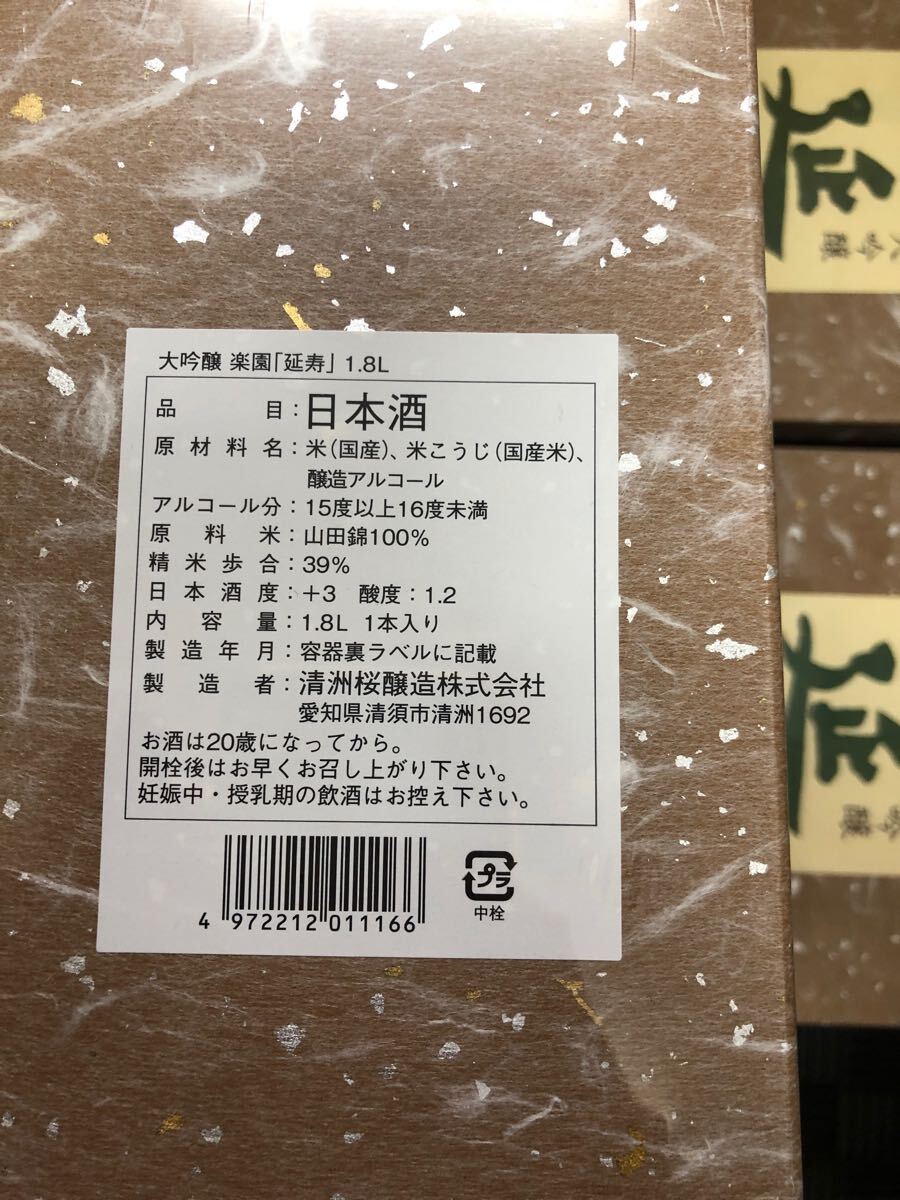 大吟醸 楽園「延寿」 1.8L
品目：日本酒
原材料名：米（国産）、米こうじ（国産米）、
醸造アルコール
アルコール分：15度以上16度未満
原料米：山田錦100%
精米歩合：39%
日本酒度：＋3 酸度：1.2
内容量：1.8L 1本入り
製造年月：容器裏ラベルに記載
製造者：清洲桜醸造株式会社
愛知県清須市清洲1692
お酒は20歳になってから。
開栓後はお早くお召し上がり下さい。
妊娠中・授乳期の飲酒はお控え下さい。
4 972212 011166
プラ
中栓
延
大吟醸
延
吟醸